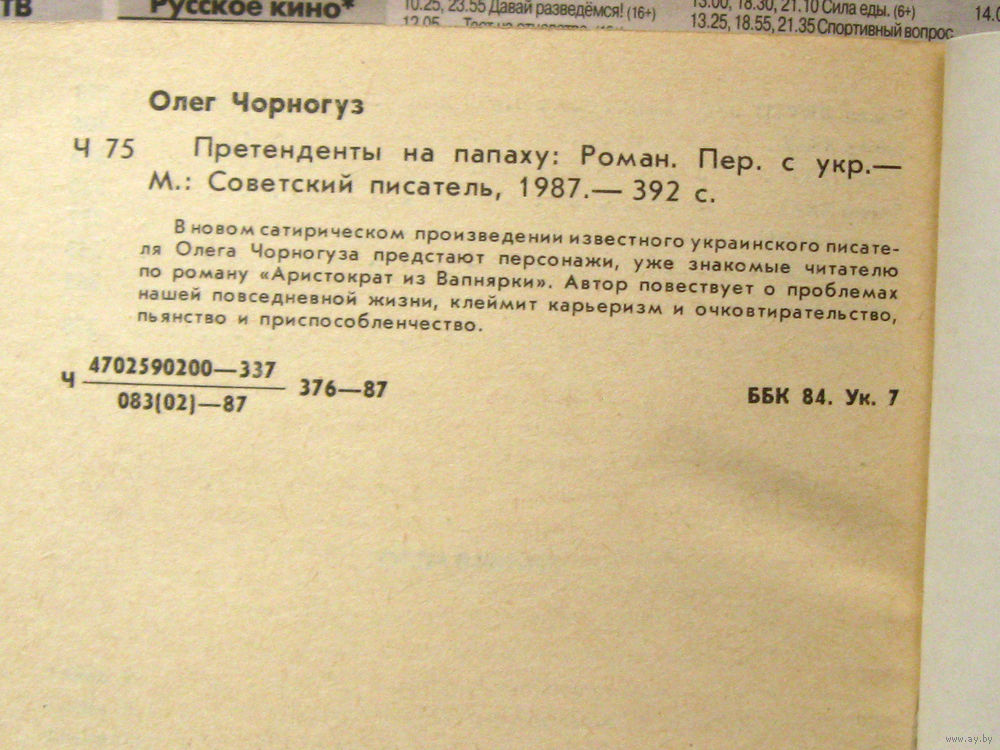 ТВ
Русское кино*
10.25, 23.55 Давай разведёмся! (16+)
12.05
13.00, 18.30, 21.10 Сила еды. (6+)
13.25, 18.55, 21.35 Спортивный вопрос
Олег Чорногуз
Ч 75 Претенденты на папаху: Роман. Пер. с укр.—
М.: Советский писатель, 1987.— 392 с.
В новом сатирическом произведении известного украинского писате-
ля Олега Чорногуза предстают персонажи, уже знакомые читателю
по роману «Аристократ из Вапнярки». Автор повествует о проблемах
нашей повседневной жизни, клеймит карьеризм и очковтирательство,
пьянство и приспособленчество.
Ч 4702590200—337 376—87
083(02)—87
ББК 84. Ук. 7
www.ay.by